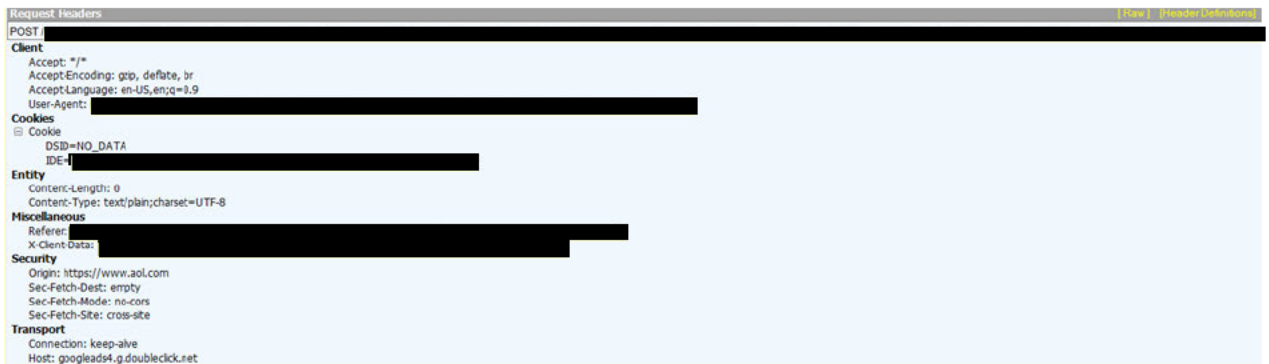 Request Headers [ Raw ] [Header Definitions]
POST /
Client
Accept: */*
Accept-Encoding: gzip, deflate, br
Accept-Language: en-US,en;q=0.9
User-Agent:
Cookies
Cookie
DSID=NO_DATA
IDE=
Entity
Content-Length: 0
Content-Type: text/plain;charset=UTF-8
Miscellaneous
Referer:
X-Client-Data:
Security
Origin: https://www.aol.com
Sec-Fetch-Dest: empty
Sec-Fetch-Mode: no-cors
Sec-Fetch-Site: cross-site
Transport
Connection: keep-alive
Host: googleads4.g.doubleclick.net